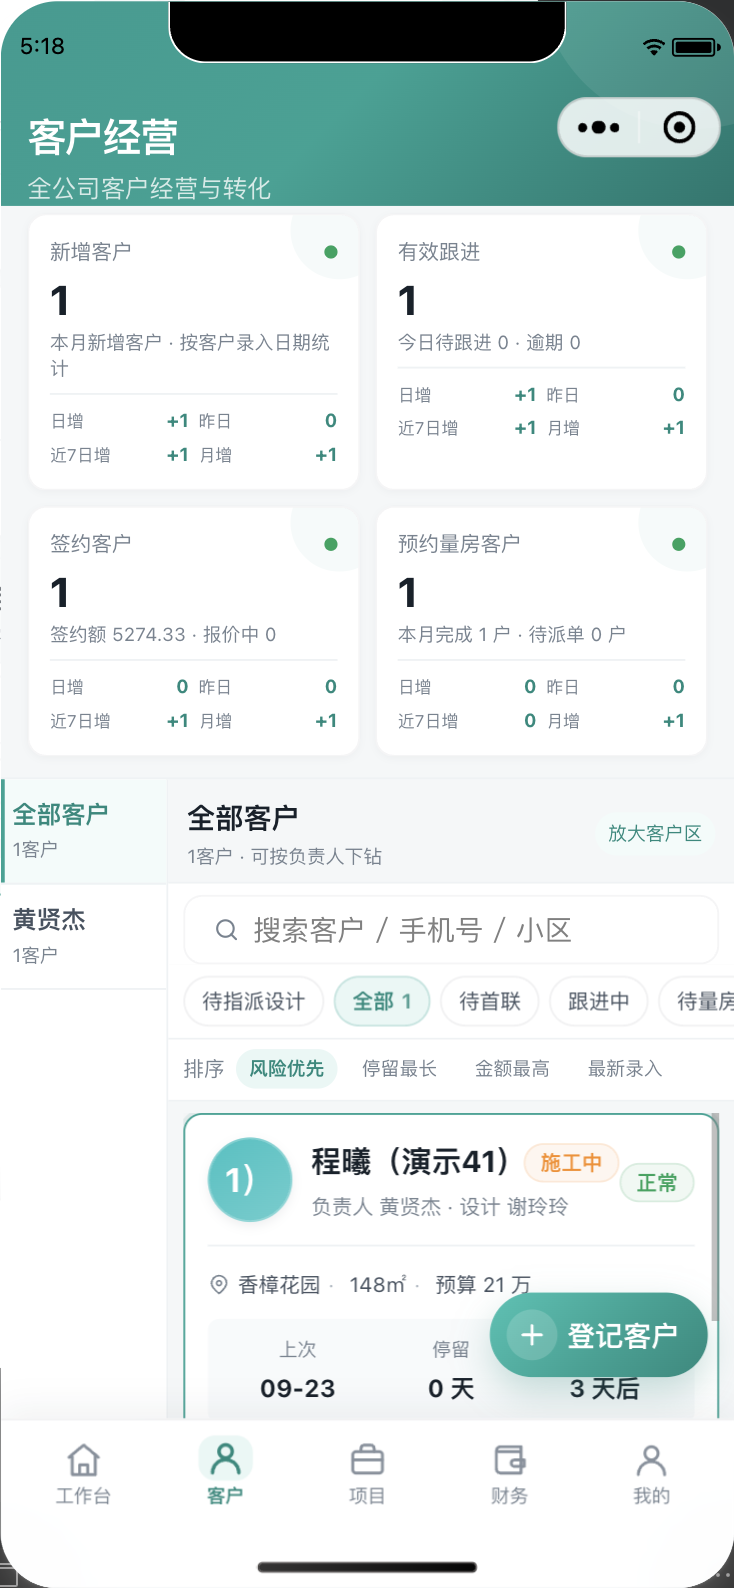 5:18
客户经营
全公司客户经营与转化
新增客户
1
本月新增客户 · 按客户录入日期统
计
日增 +1 昨日 0
近7日增 +1 月增 +1
有效跟进
1
今日待跟进 0 · 逾期 0
日增 +1 昨日 0
近7日增 +1 月增 +1
签约客户
1
签约额 5274.33 · 报价中 0
日增 0 昨日 0
近7日增 +1 月增 +1
预约量房客户
1
本月完成 1 户 · 待派单 0 户
日增 0 昨日 0
近7日增 0 月增 +1
全部客户
1客户
黄贤杰
1客户
全部客户
1客户 · 可按负责人下钻
放大客户区
搜索客户 / 手机号 / 小区
待指派设计 全部 1 待首联 跟进中 待量房
排序 风险优先 停留最长 金额最高 最新录入
1)
程曦（演示41） 施工中 正常
负责人 黄贤杰 · 设计 谢玲玲
香樟花园 · 148㎡ · 预算 21 万
上次 停留
09-23 0 天 3 天后
登记客户
工作台 客户 项目 财务 我的